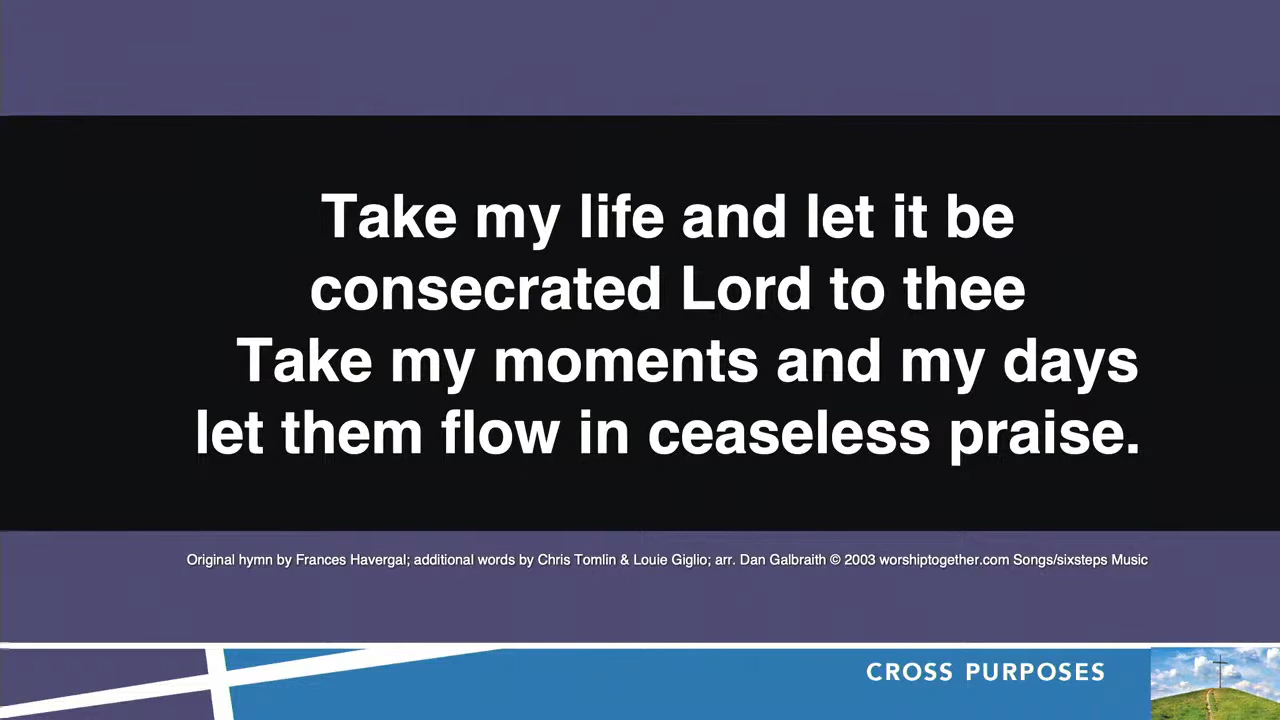 Take my life and let it be
consecrated Lord to thee
Take my moments and my days
let them flow in ceaseless praise.
Original hymn by Frances Havergal; additional words by Chris Tomlin & Louie Giglio; arr. Dan Galbraith © 2003 worshiptogether.com Songs/sixsteps Music
CROSS PURPOSES